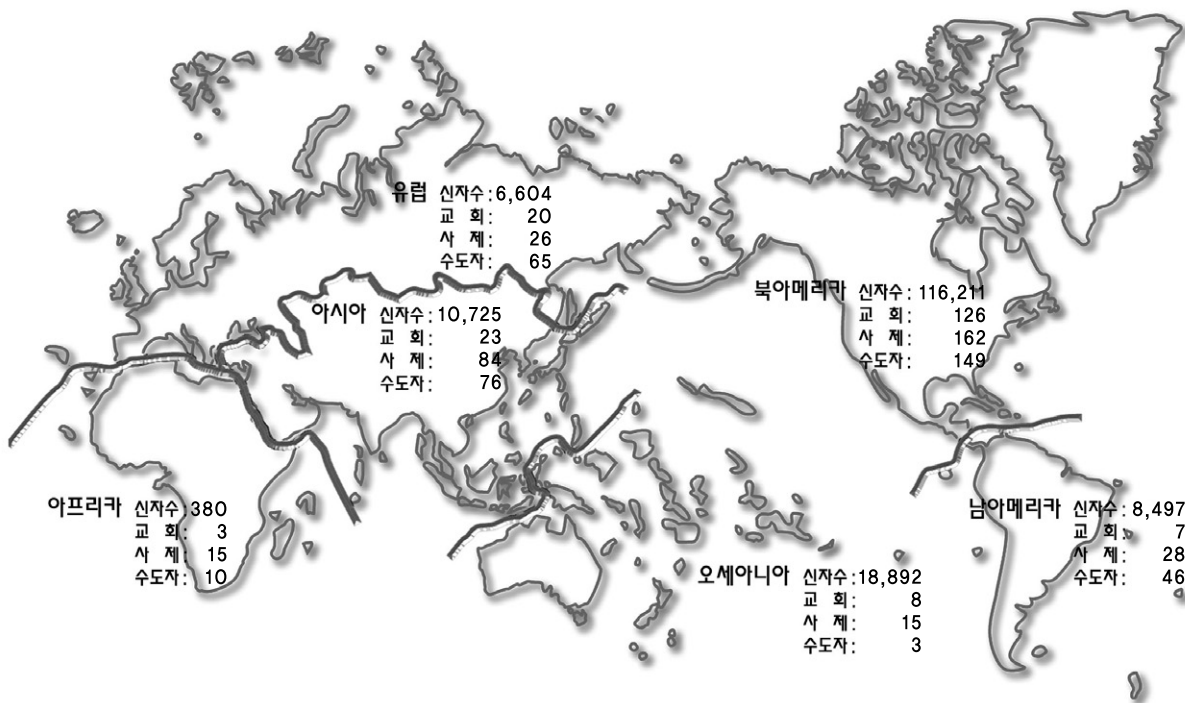 유럽 신자수:6,604
교 회: 20
사 제: 26
수도자: 65
아시아 신자수:10,725
교 회: 23
사 제: 84
수도자: 76
북아메리카 신자수:116,211
교 회: 126
사 제: 162
수도자: 149
아프리카 신자수:380
교 회: 3
사 제: 15
수도자: 10
남아메리카 신자수:8,497
교 회: 7
사 제: 28
수도자: 46
오세아니아 신자수:18,892
교 회: 8
사 제: 15
수도자: 3